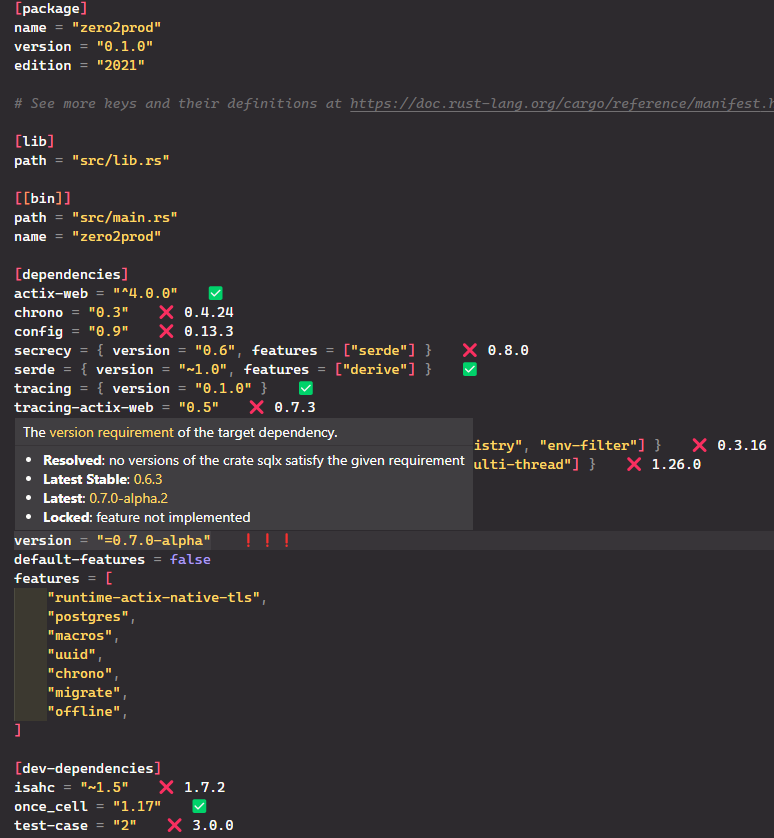 [package]
name = "zero2prod"
version = "0.1.0"
edition = "2021"
# See more keys and their definitions at https://doc.rust-lang.org/cargo/reference/manifest.h
[lib]
path = "src/lib.rs"
[[bin]]
path = "src/main.rs"
name = "zero2prod"
[dependencies]
actix-web = "^4.0.0" ✅
chrono = "0.3" ❌ 0.4.24
config = "0.9" ❌ 0.13.3
secrecy = { version = "0.6", features = ["serde"] } ❌ 0.8.0
serde = { version = "~1.0", features = ["derive"] } ✅
tracing = { version = "0.1.0" } ✅
tracing-actix-web = "0.5" ❌ 0.7.3
The version requirement of the target dependency.
istry", "env-filter"] } ❌ 0.3.16
• Resolved: no versions of the crate sqlx satisfy the given requirement
ulti-thread"] } ❌ 1.26.0
• Latest Stable: 0.6.3
• Latest: 0.7.0-alpha.2
• Locked: feature not implemented
version = "=0.7.0-alpha" ❗❗❗
default-features = false
features = [
"runtime-actix-native-tls",
"postgres",
"macros",
"uuid",
"chrono",
"migrate",
"offline",
]
[dev-dependencies]
isahc = "~1.5" ❌ 1.7.2
once_cell = "1.17" ✅
test-case = "2" ❌ 3.0.0